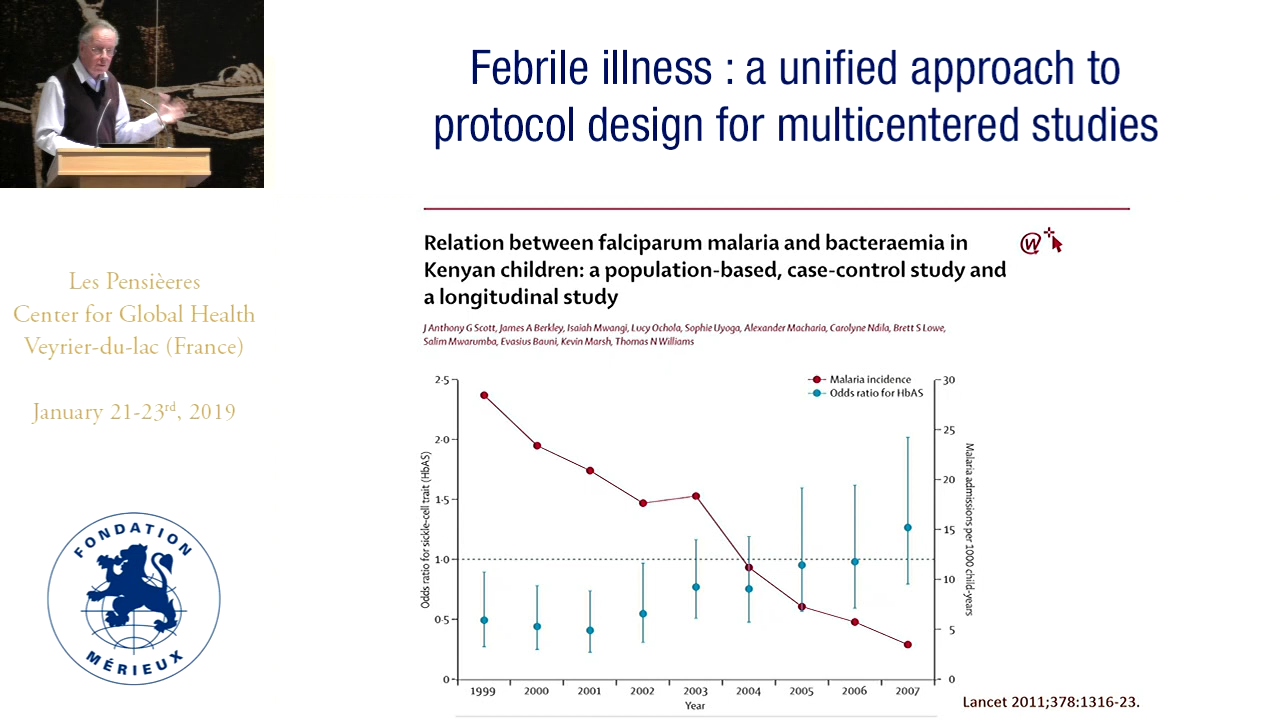 Febrile illness : a unified approach to
protocol design for multicentered studies
Relation between falciparum malaria and bacteraemia in
Kenyan children: a population-based, case-control study and
a longitudinal study
J Anthony G Scott, James A Berkley, Isaiah Mwangi, Lucy Ochola, Sophie Uyoga, Alexander Macharia, Carolyne Ndila, Brett S Lowe,
Salim Mwarumba, Evasius Bauni, Kevin Marsh, Thomas N Williams
W
Les Pensièeres
Center for Global Health
Veyrier-du-lac (France)
January 21-23rd, 2019
FONDATION
MÉRIEUX
Malaria incidence
Odds ratio for HbAS
Odds ratio for sickle-cell trait (HbAS)
2·5
2·0
1·5
1·0
0·5
0
30
25
20
15
10
5
0
Malaria admissions per 1000 child-years
1999 2000 2001 2002 2003 2004 2005 2006 2007
Year
Lancet 2011;378:1316-23.